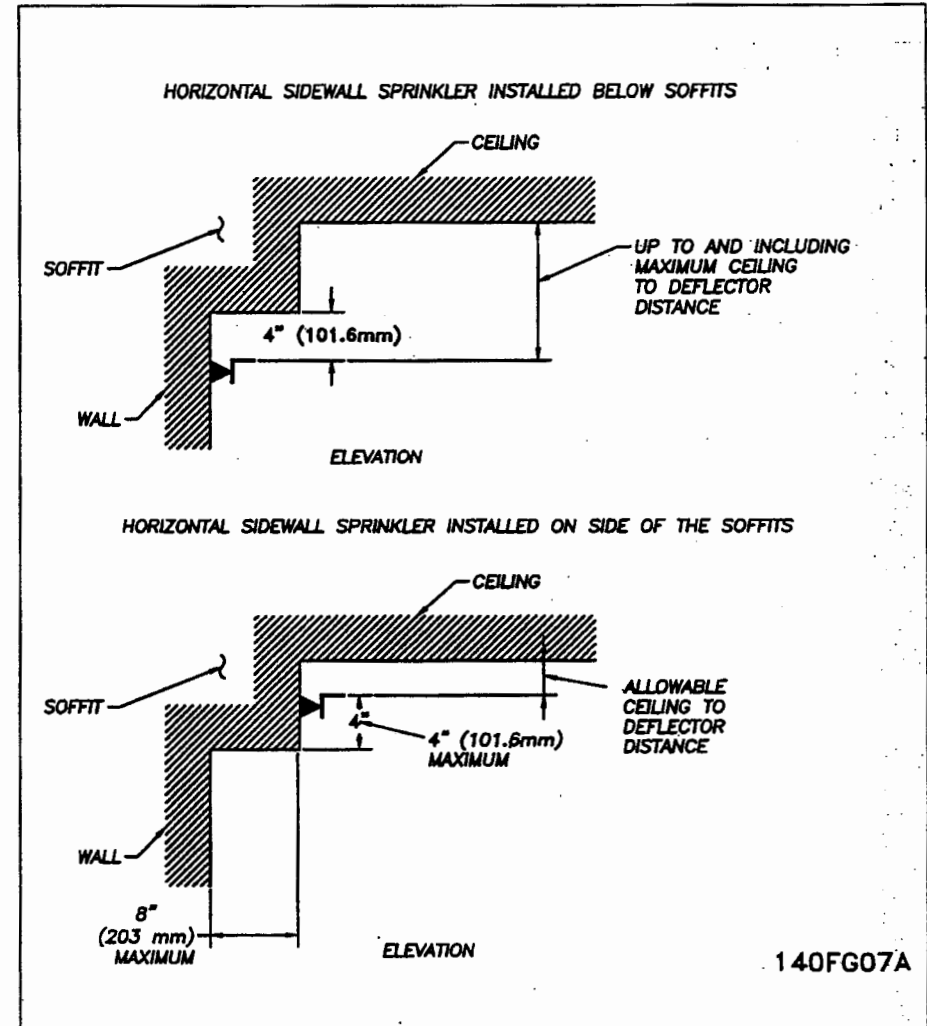 HORIZONTAL SIDEWALL SPRINKLER INSTALLED BELOW SOFFITS
CEILING
SOFFIT
UP TO AND INCLUDING
MAXIMUM CEILING
TO DEFLECTOR
DISTANCE
4" (101.6mm)
WALL
ELEVATION
HORIZONTAL SIDEWALL SPRINKLER INSTALLED ON SIDE OF THE SOFFITS
CEILING
SOFFIT
ALLOWABLE
CEILING TO
DEFLECTOR
DISTANCE
4"
4" (101.6mm)
MAXIMUM
WALL
8"
(203 mm)
MAXIMUM
ELEVATION
140FG07A